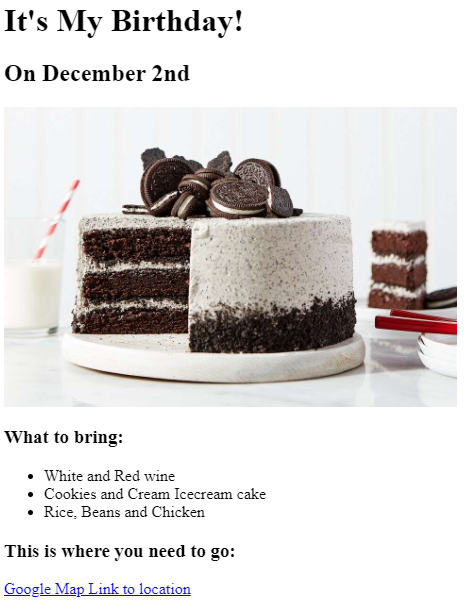 It's My Birthday!
On December 2nd
What to bring:
White and Red wine
Cookies and Cream Icecream cake
Rice, Beans and Chicken
This is where you need to go:
Google Map Link to location